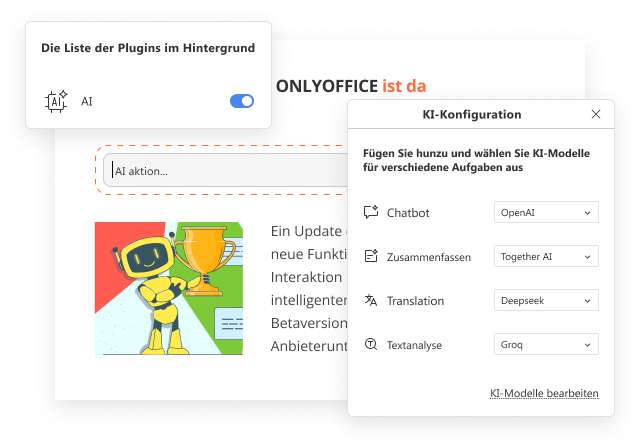 Die Liste der Plugins im Hintergrund
AI
AI
ONLYOFFICE ist da
AI aktion...
Ein Update
neue Funkti
Interaktion
intelligenter
Betaversion
Anbieterunt
KI-Konfiguration
Fügen Sie hunzu und wählen Sie KI-Modelle
für verschiedene Aufgaben aus
Chatbot OpenAI
Zusammenfassen Together AI
Translation Deepseek
Textanalyse Groq
KI-Modelle bearbeiten